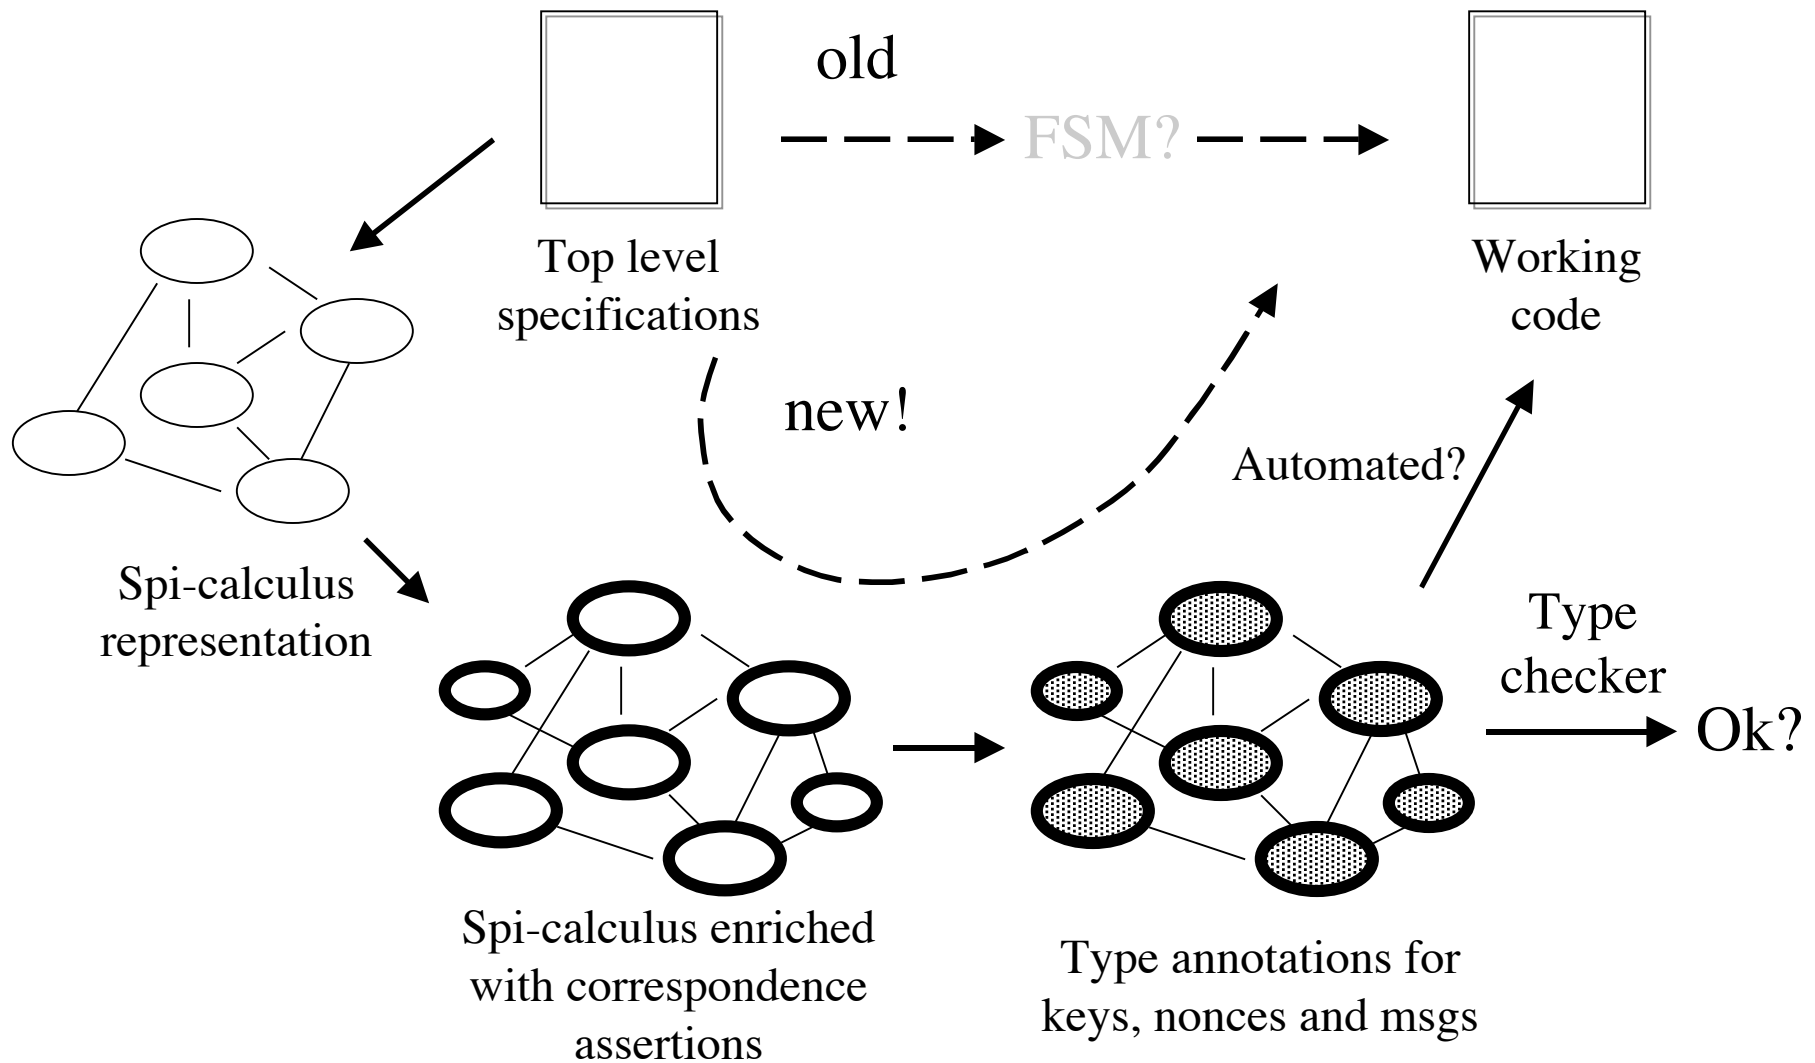 old
FSM?
Top level
specifications
Working
code
new!
Automated?
Spi-calculus
representation
Type
checker
Ok?
Spi-calculus enriched
with correspondence
assertions
Type annotations for
keys, nonces and msgs